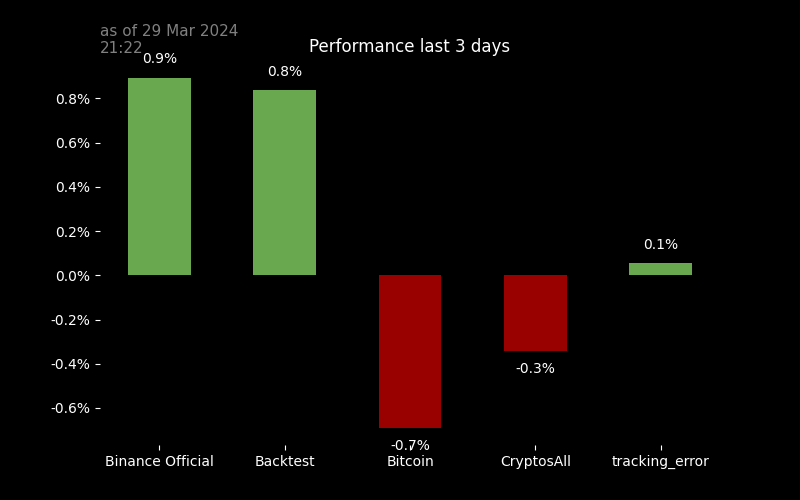 as of 29 Mar 2024
21:22
Performance last 3 days
0.9%
0.8%
-0.7%
-0.3%
0.1%
0.8%
0.6%
0.4%
0.2%
0.0%
-0.2%
-0.4%
-0.6%
Binance Official
Backtest
Bitcoin
CryptosAll
tracking_error